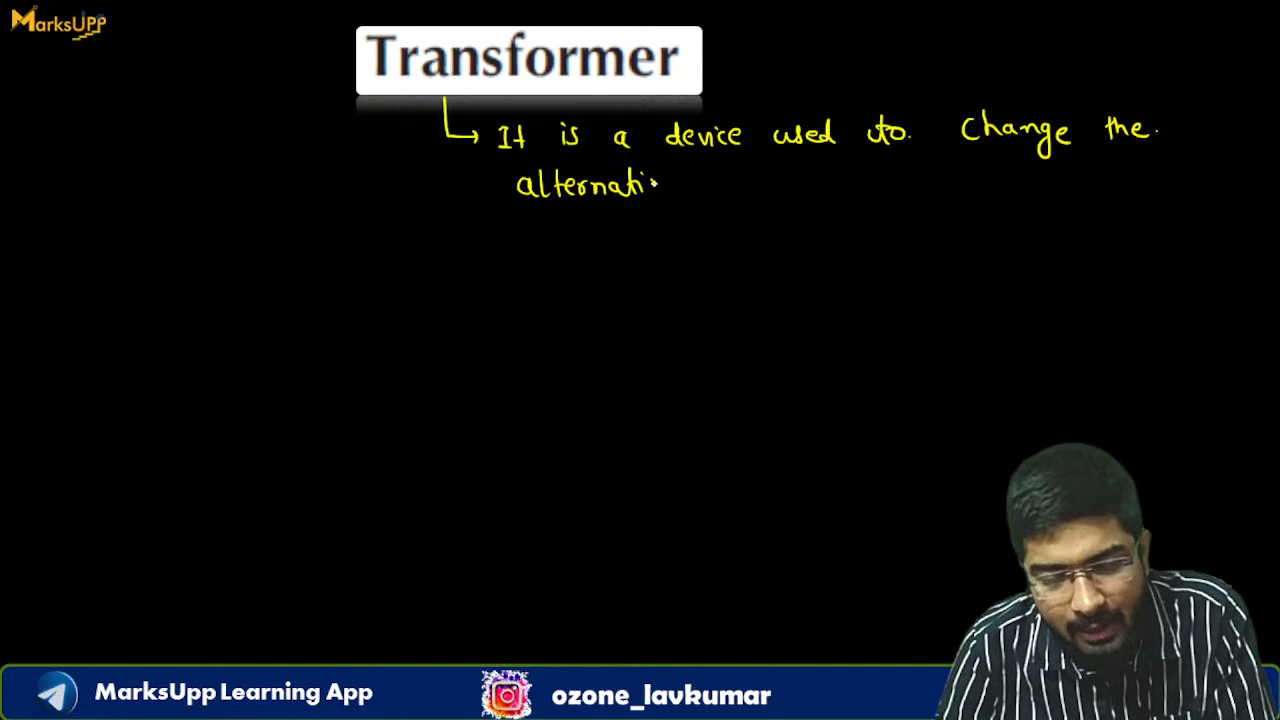 MarksUPP
Transformer
It is a device used to. Change the.
alternati
MarksUpp Learning App
ozone_lavkumar